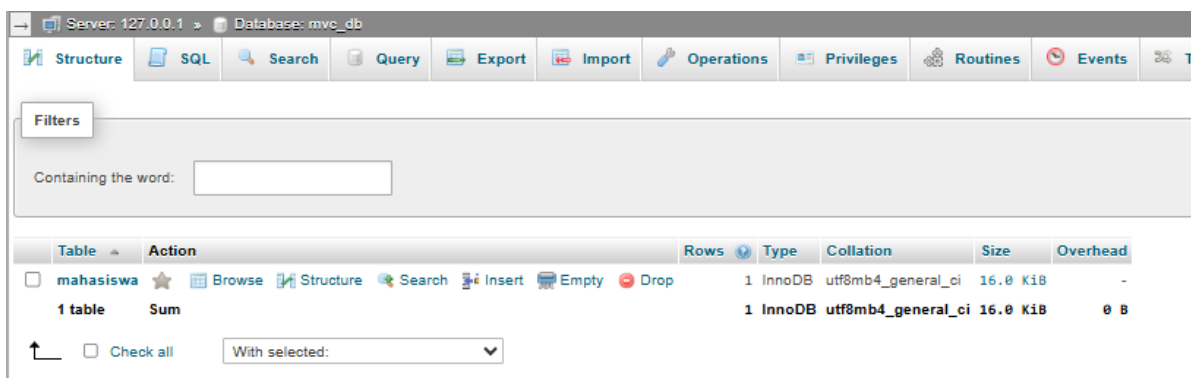 Server: 127.0.0.1 » Database: mvc_db
Structure SQL Search Query Export Import Operations Privileges Routines Events
Filters
Containing the word:
Table Action Rows Type Collation Size Overhead
mahasiswa Browse Structure Search Insert Empty Drop 1 InnoDB utf8mb4_general_ci 16.0 KiB -
1 table Sum 1 InnoDB utf8mb4_general_ci 16.0 KiB 0 B
Check all With selected: